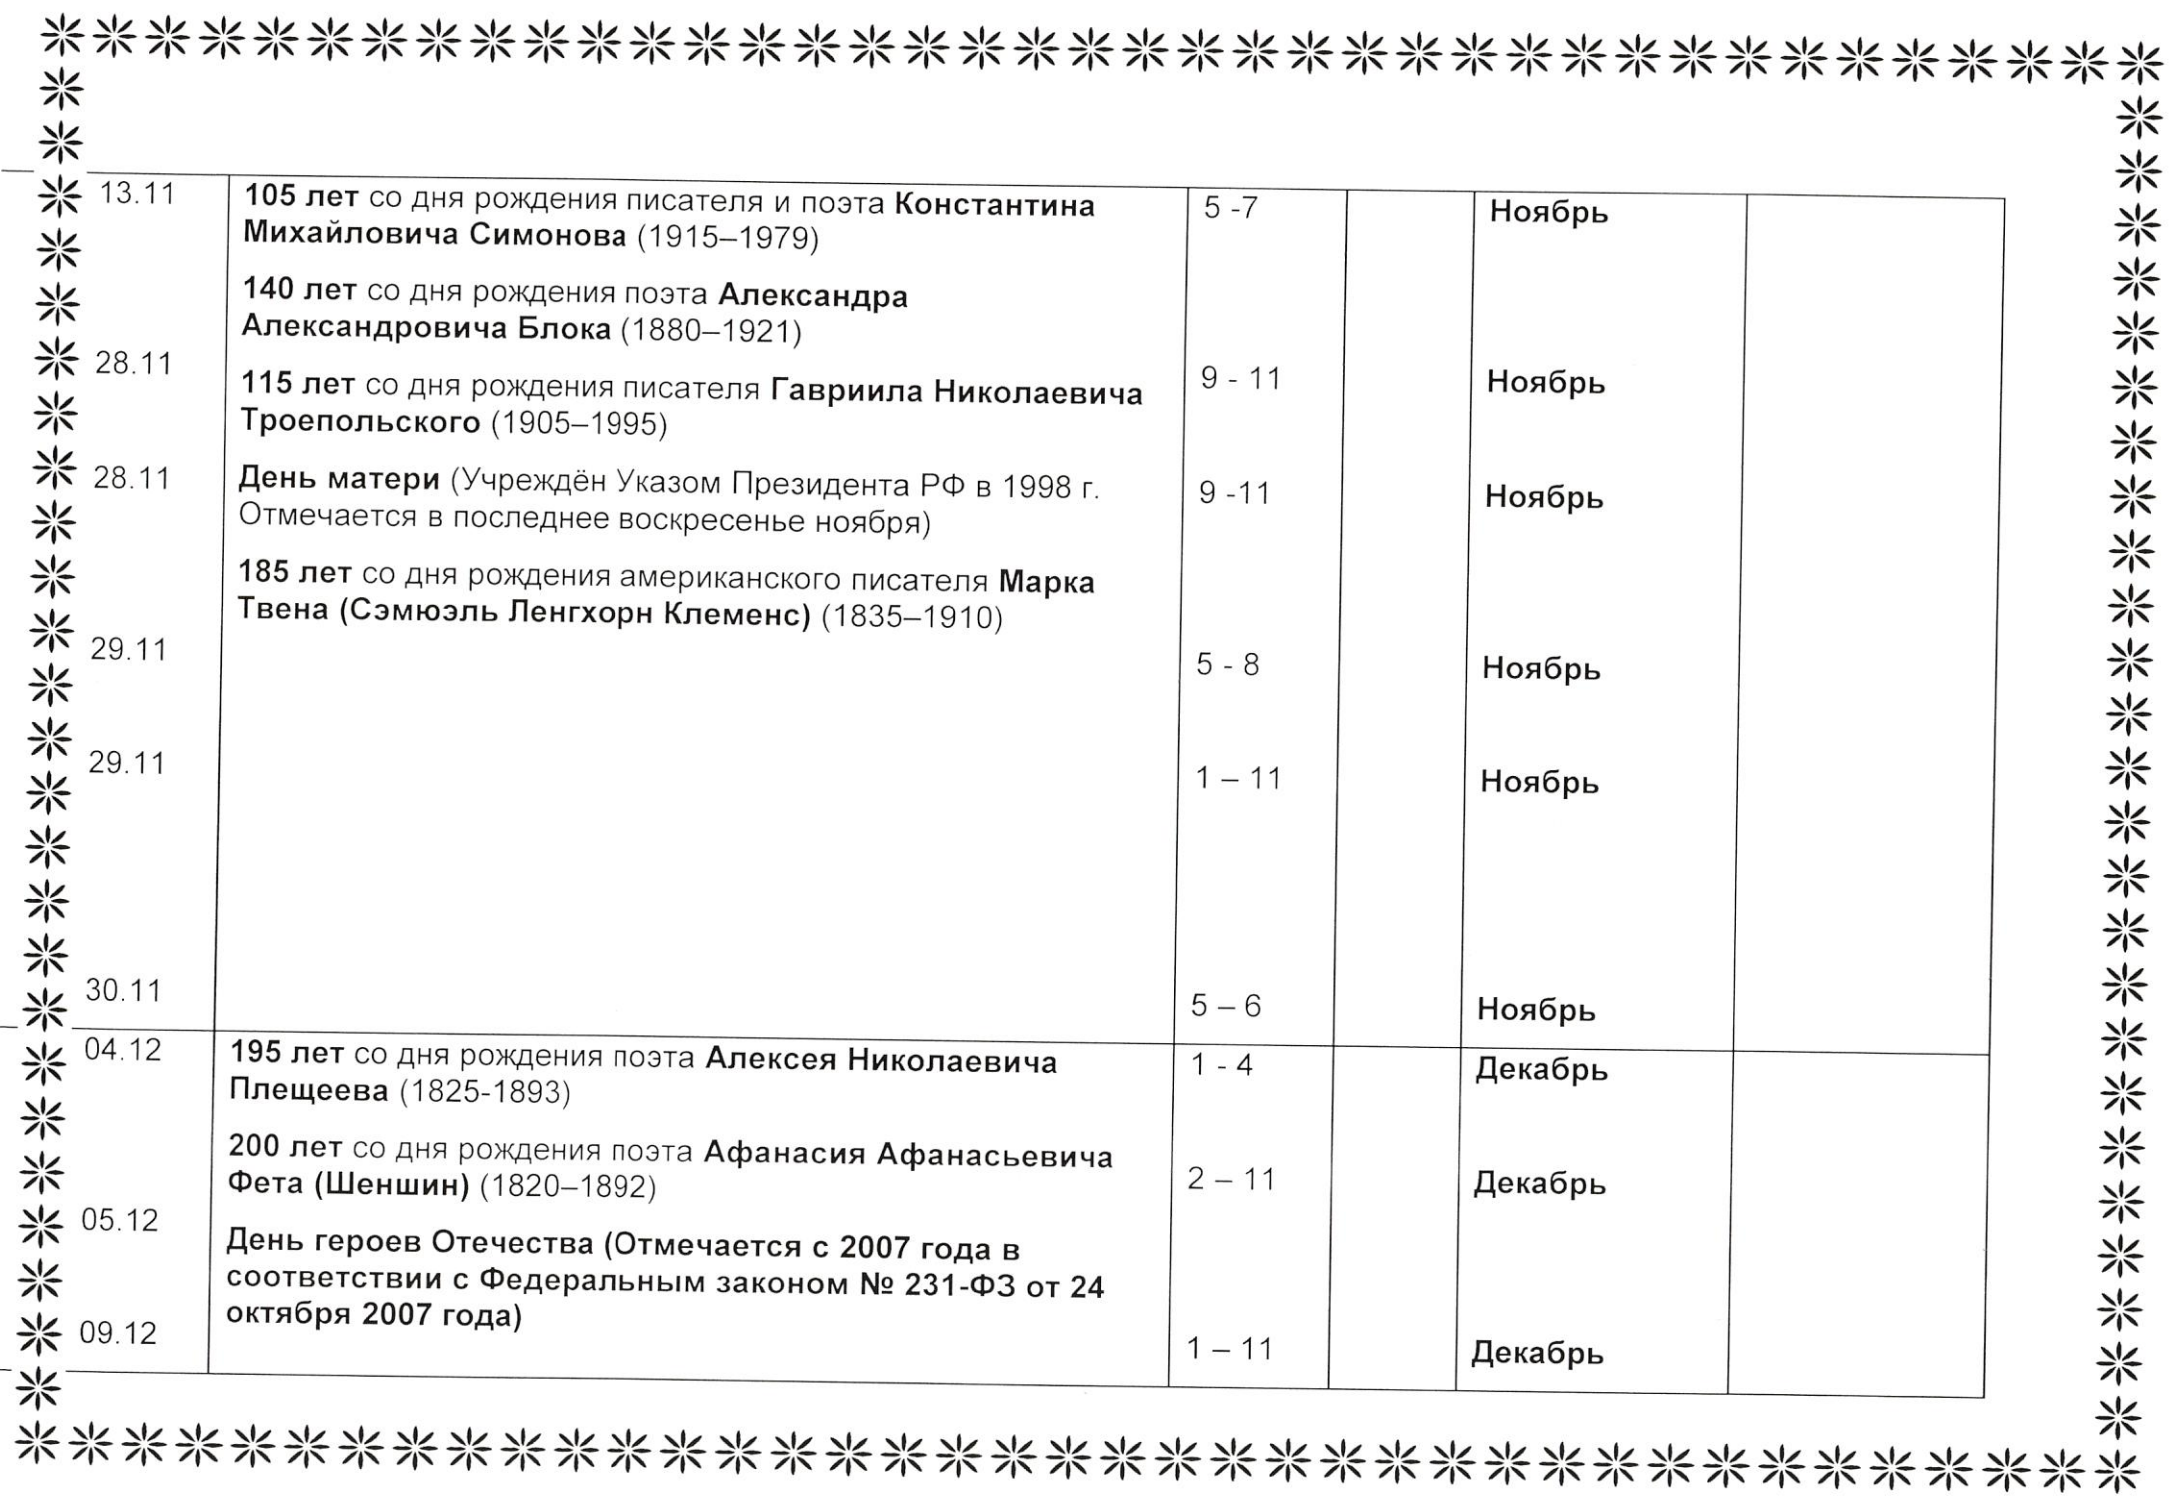 13.11
28.11
28.11
29.11
29.11
30.11
105 лет со дня рождения писателя и поэта Константина
Михайловича Симонова (1915–1979)
140 лет со дня рождения поэта Александра
Александровича Блока (1880–1921)
115 лет со дня рождения писателя Гавриила Николаевича
Троепольского (1905–1995)
День матери (Учреждён Указом Президента РФ в 1998 г.
Отмечается в последнее воскресенье ноября)
185 лет со дня рождения американского писателя Марка
Твена (Сэмюэль Ленгхорн Клеменс) (1835–1910)
5 -7
9 - 11
9 -11
5 - 8
1 – 11
5 – 6
Ноябрь
Ноябрь
Ноябрь
Ноябрь
Ноябрь
Ноябрь
04.12
05.12
09.12
195 лет со дня рождения поэта Алексея Николаевича
Плещеева (1825-1893)
200 лет со дня рождения поэта Афанасия Афанасьевича
Фета (Шеншин) (1820–1892)
День героев Отечества (Отмечается с 2007 года в
соответствии с Федеральным законом № 231-ФЗ от 24
октября 2007 года)
1 - 4
2 – 11
1 – 11
Декабрь
Декабрь
Декабрь